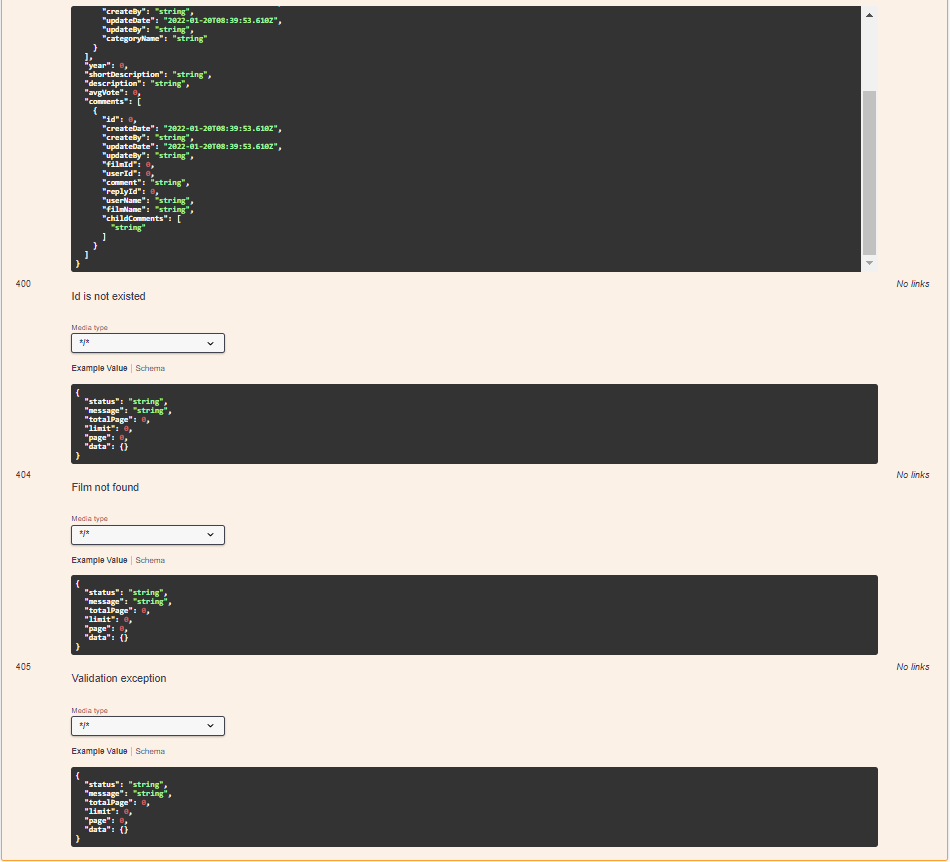 "createBy": "string",
"updateDate": "2022-01-20T08:39:53.610Z",
"updateBy": "string",
"categoryName": "string"
}
],
"year": 0,
"shortDescription": "string",
"description": "string",
"avgVote": 0,
"comments": [
{
"id": 0,
"createDate": "2022-01-20T08:39:53.610Z",
"createBy": "string",
"updateDate": "2022-01-20T08:39:53.610Z",
"updateBy": "string",
"filmId": 0,
"userId": 0,
"comment": "string",
"replyId": 0,
"userName": "string",
"filmName": "string",
"childComments": [
"string"
]
}
]
}
400 No links
Id is not existed
Media type
*/*
Example Value | Schema
{
"status": "string",
"message": "string",
"totalPage": 0,
"limit": 0,
"page": 0,
"data": {}
}
404 No links
Film not found
Media type
*/*
Example Value | Schema
{
"status": "string",
"message": "string",
"totalPage": 0,
"limit": 0,
"page": 0,
"data": {}
}
405 No links
Validation exception
Media type
*/*
Example Value | Schema
{
"status": "string",
"message": "string",
"totalPage": 0,
"limit": 0,
"page": 0,
"data": {}
}